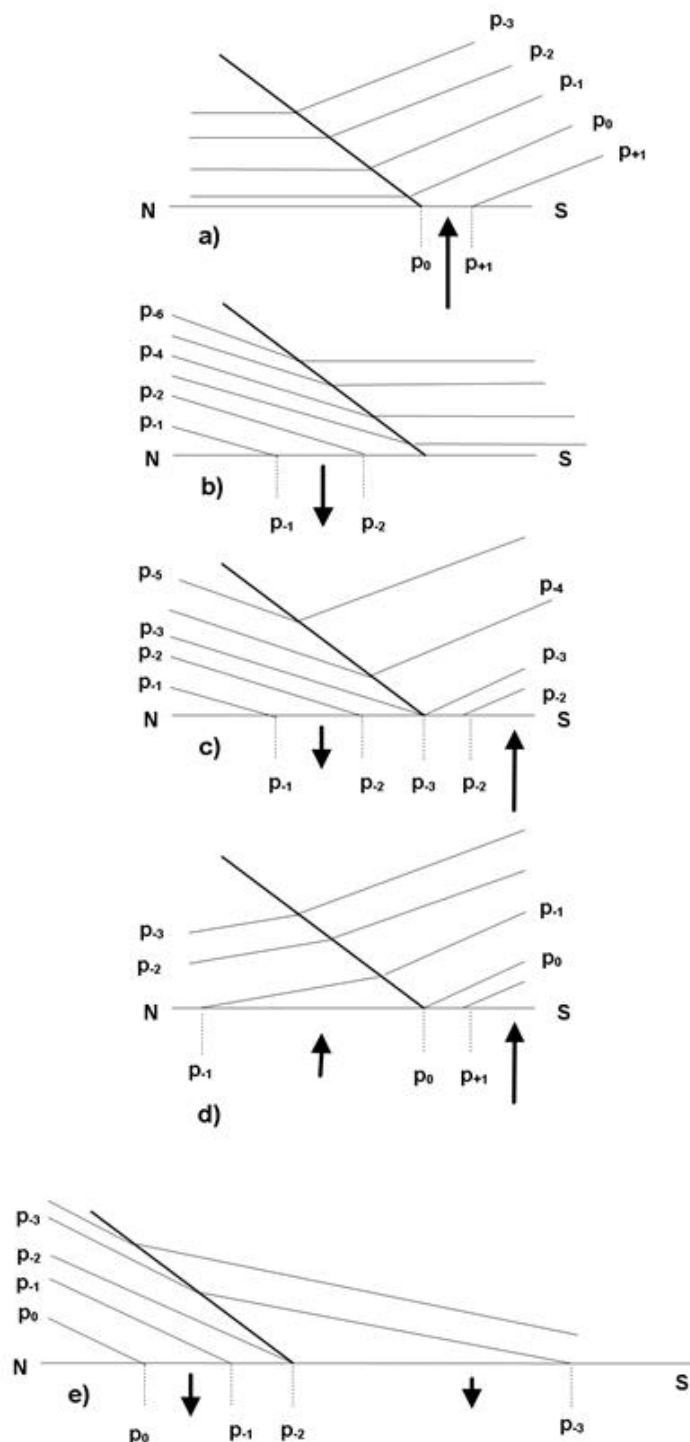 p₋₃
p₋₂
p₋₁
p₀
p₊₁
N S
a)
p₀ p₊₁
p₋₆
p₋₄
p₋₂
p₋₁
N S
b)
p₋₁ p₋₂
p₋₅ p₋₄
p₋₃ p₋₃
p₋₂ p₋₂
p₋₁
N S
c)
p₋₁ p₋₂ p₋₃ p₋₂
p₋₃ p₋₁
p₋₂ p₀
N S
p₋₁ p₀ p₊₁
d)
p₋₃
p₋₂
p₋₁
p₀
N S
e)
p₀ p₋₁ p₋₂ p₋₃